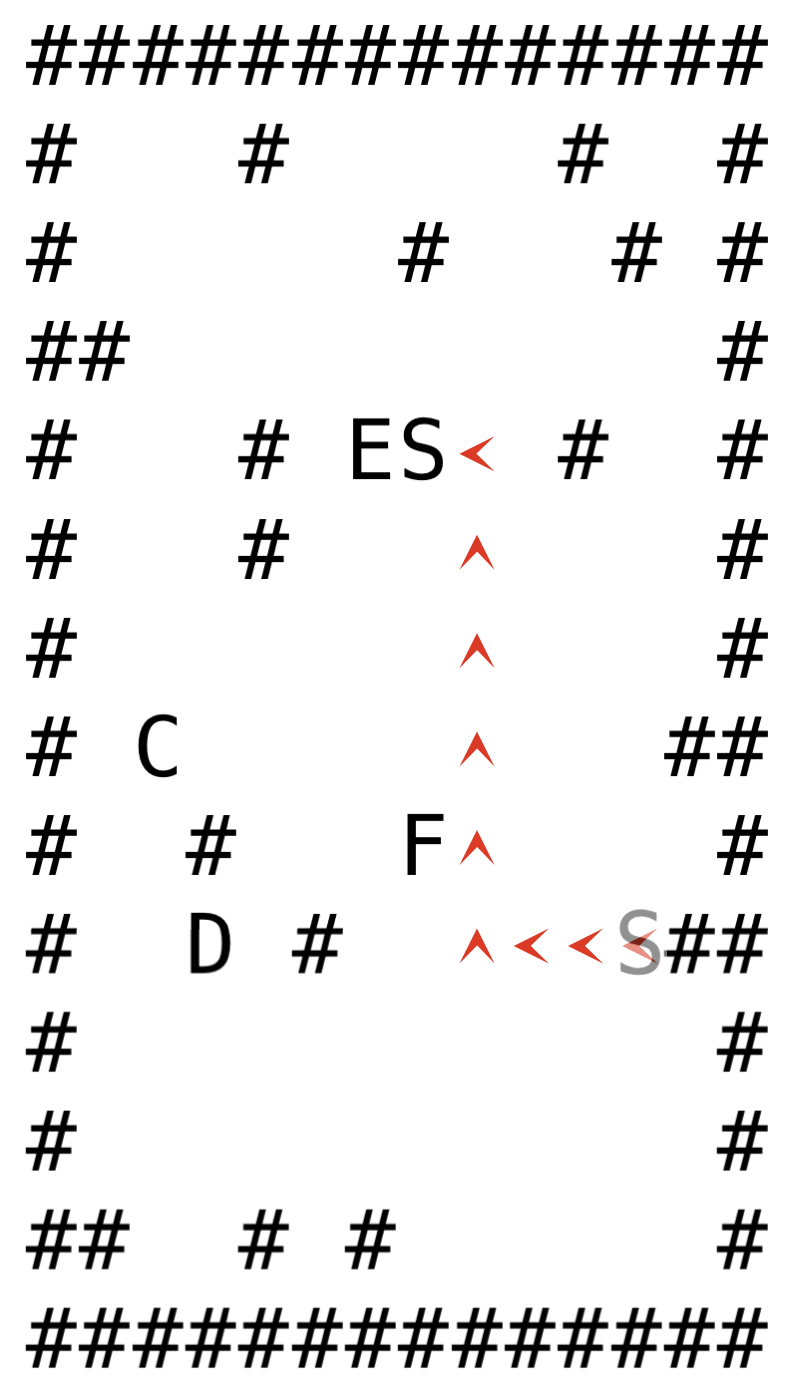 ##############
#   #     #  #
#      #   # #
##           #
#   # ES  #  #
#   #        #
#            #
# C         ##
#  #   F     #
#  D #     S##
#            #
#            #
##  # #      #
##############